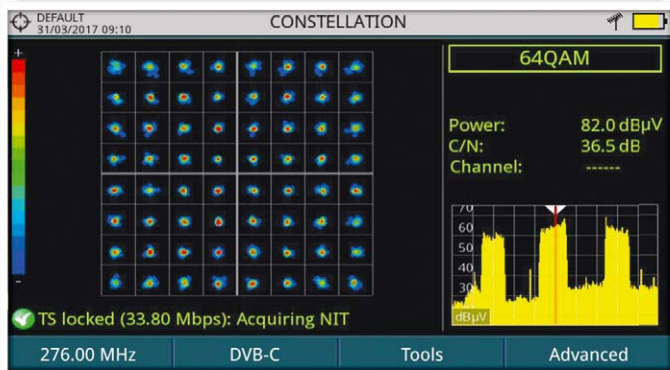 DEFAULT
31/03/2017 09:10
CONSTELLATION
+
-
64QAM
Power: 82.0 dBµV
C/N: 36.5 dB
Channel: ------
70
60
50
40
30
dBµV
TS locked (33.80 Mbps): Acquiring NIT
276.00 MHz
DVB-C
Tools
Advanced